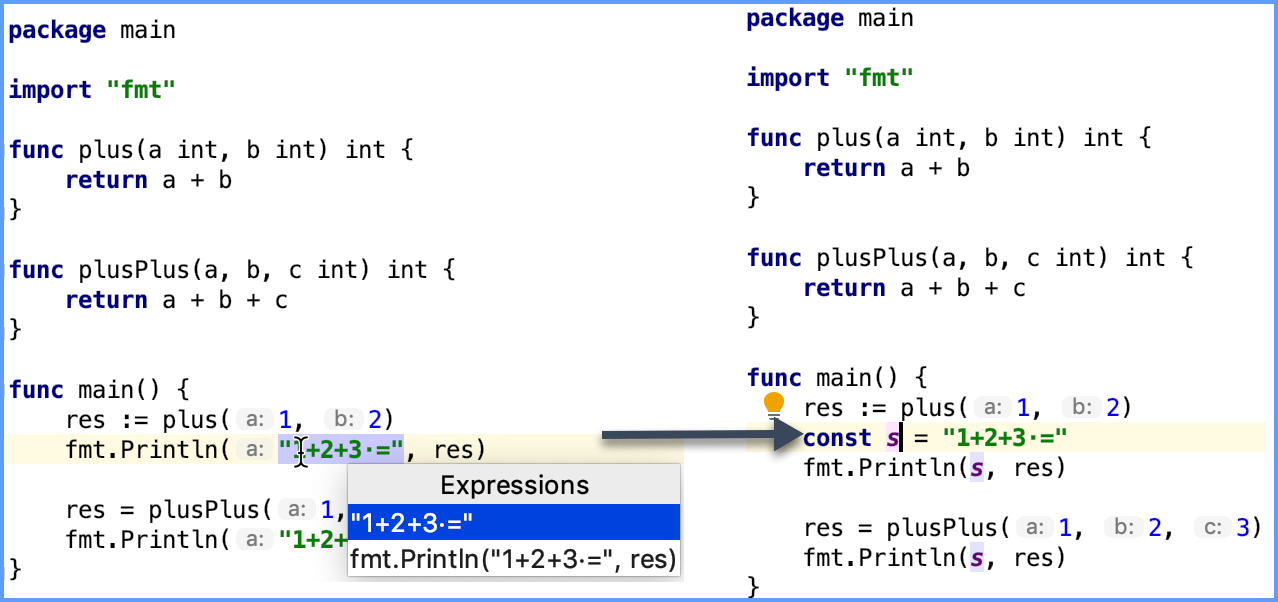 package main
import "fmt"
func plus(a int, b int) int {
return a + b
}
func plusPlus(a, b, c int) int {
return a + b + c
}
func main() {
res := plus( a: 1, b: 2)
fmt.Println( a: "1+2+3·=", res)
res = plusPlus( a: 1,
fmt.Println( a: "1+2+
}
Expressions
"1+2+3·="
fmt.Println("1+2+3·=", res)
package main
import "fmt"
func plus(a int, b int) int {
return a + b
}
func plusPlus(a, b, c int) int {
return a + b + c
}
func main() {
res := plus( a: 1, b: 2)
const s = "1+2+3·="
fmt.Println(s, res)
res = plusPlus( a: 1, b: 2, c: 3)
fmt.Println(s, res)
}